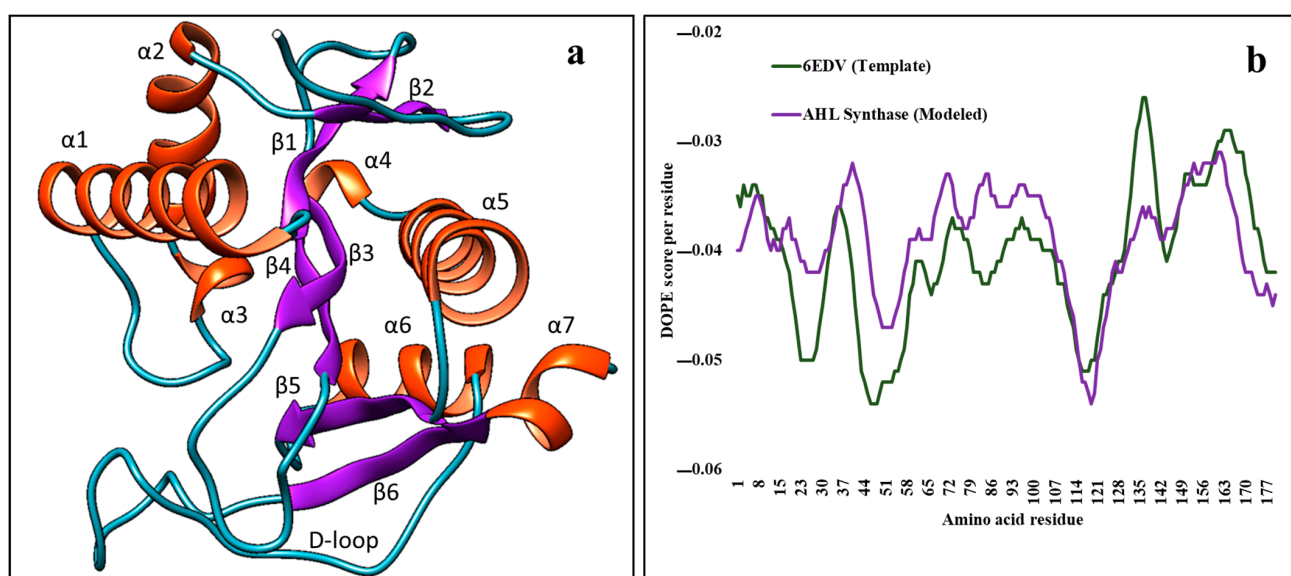 a
α2
β2
α1
β1
α4
α5
β4
β3
α3
α6
α7
β5
β6
D-loop
b
—0.02
6EDV (Template)
AHL Synthase (Modeled)
—0.03
—0.04
—0.05
—0.06
DOPE score per residue
1 8 15 23 30 37 44 51 58 65 72 79 86 93 100 107 114 121 128 135 142 149 156 163 170 177
Amino acid residue